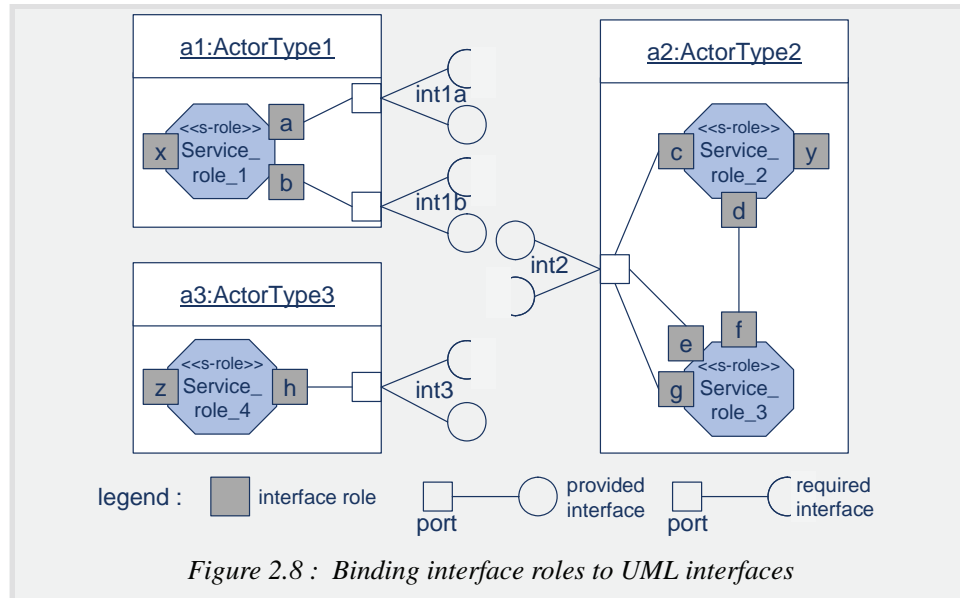 a1:ActorType1
<<s-role>>
Service_
role_1
x
a
b
int1a
int1b
a2:ActorType2
<<s-role>>
Service_
role_2
c
y
d
int2
a3:ActorType3
<<s-role>>
Service_
role_4
z
h
int3
f
e
g
<<s-role>>
Service_
role_3
legend :
interface role
port
provided
interface
port
required
interface
Figure 2.8 : Binding interface roles to UML interfaces